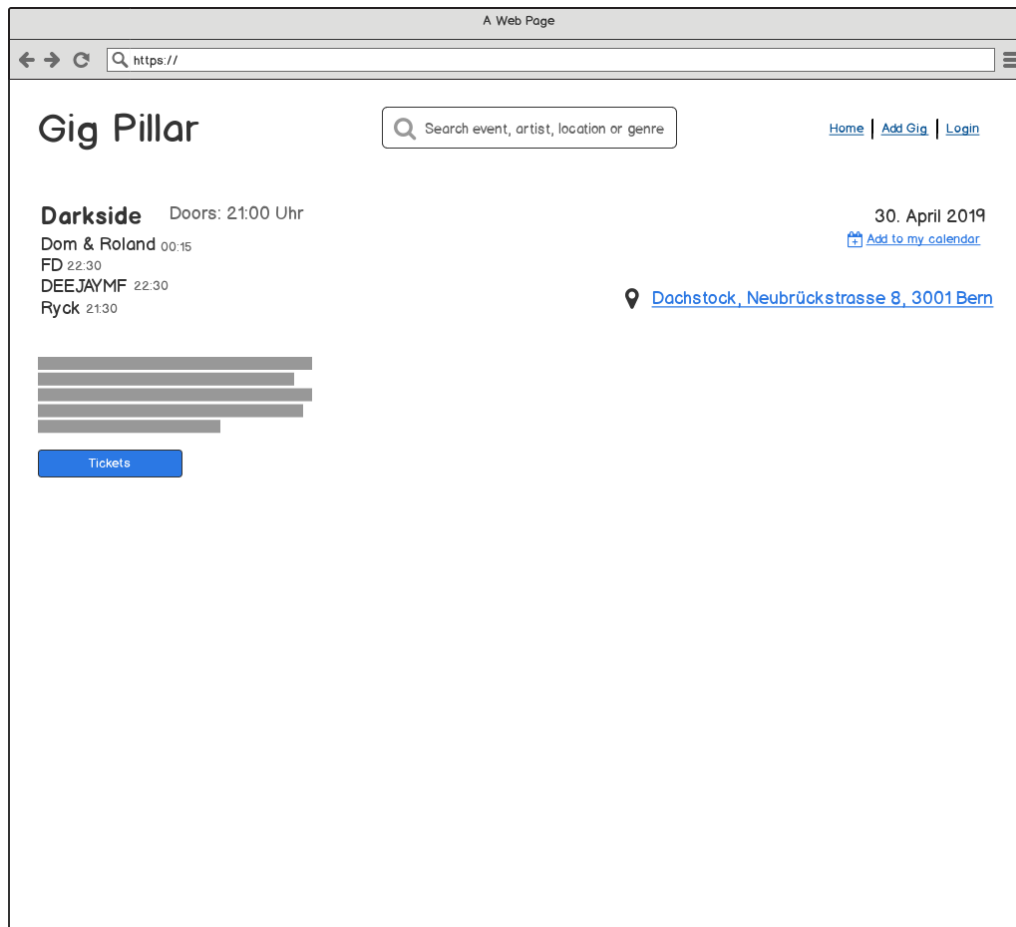 A Web Page
https://
Gig Pillar
Search event, artist, location or genre
Home | Add Gig | Login
Darkside Doors: 21:00 Uhr
30. April 2019
Dom & Roland 00:15
Add to my calendar
FD 22:30
DEEJAYMF 22:30
Ryck 21:30
Dachstock, Neubrückstrasse 8, 3001 Bern
Tickets